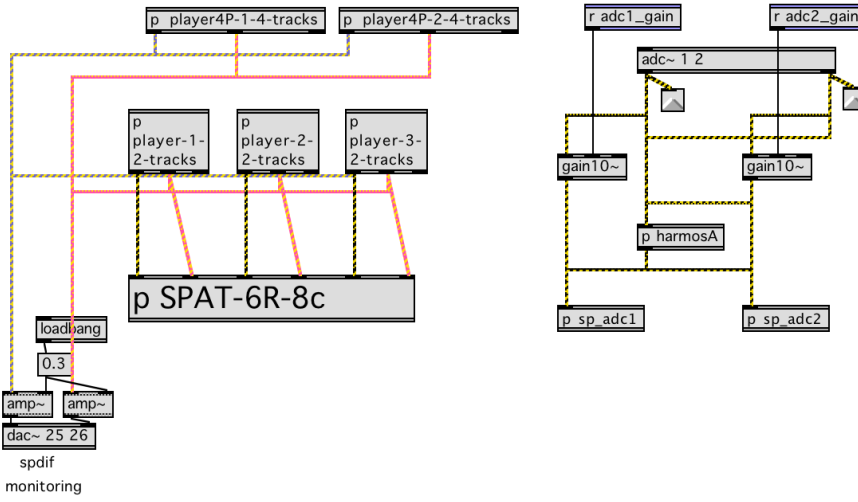 p player4P-1-4-tracks
p player4P-2-4-tracks
r adc1_gain
r adc2_gain
adc~ 1 2
p
player-1-
2-tracks
p
player-2-
2-tracks
p
player-3-
2-tracks
gain10~
gain10~
p harmosA
p SPAT-6R-8c
p sp_adc1
p sp_adc2
loadbang
0.3
amp~
amp~
dac~ 25 26
spdif
monitoring